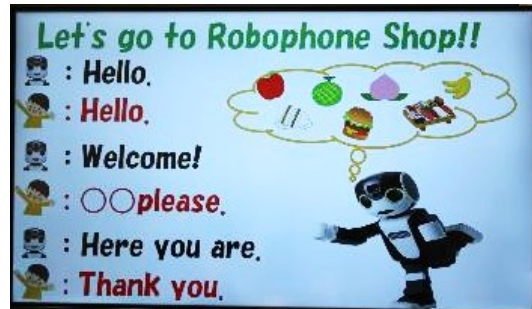 Let's go to Robophone Shop!!
: Hello.
: Hello.
: Welcome!
: ○○please.
: Here you are.
: Thank you.